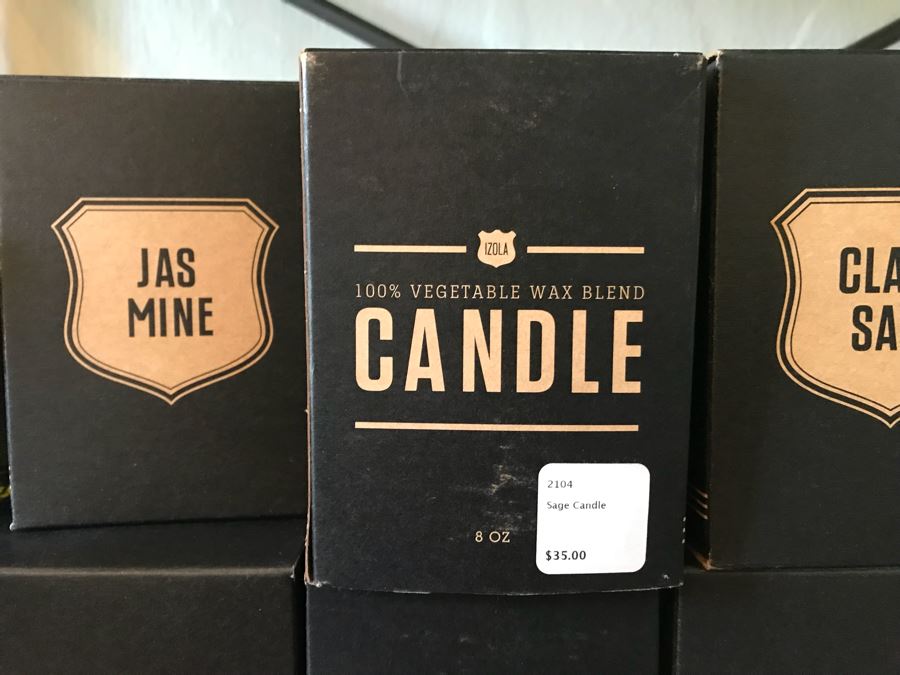 JAS
MINE
IZOLA
100% VEGETABLE WAX BLEND
CANDLE
8 OZ
2104
Sage Candle
$35.00
CLA
SA